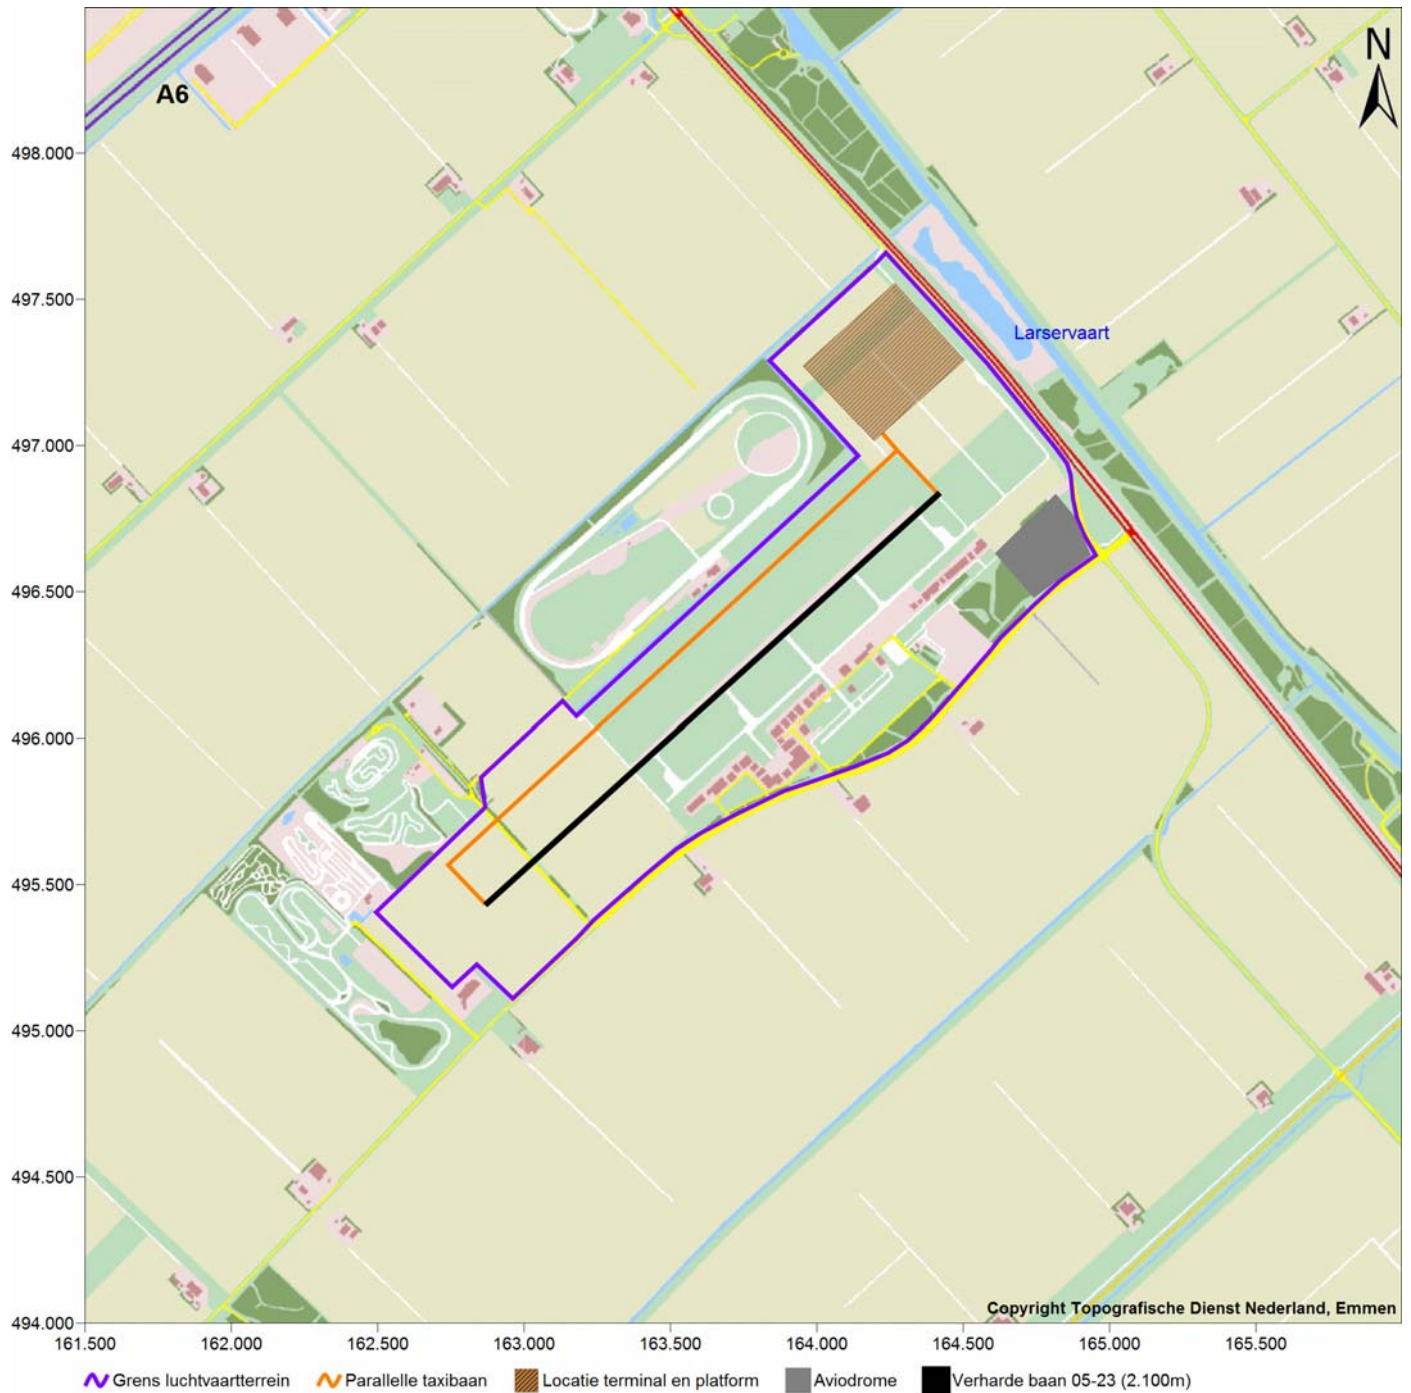 N
A6
498.000
497.500
Larservaart
497.000
496.500
496.000
495.500
495.000
494.500
494.000
Copyright Topografische Dienst Nederland, Emmen
161.500 162.000 162.500 163.000 163.500 164.000 164.500 165.000 165.500
Grens luchtvaartterrein Parallelle taxibaan Locatie terminal en platform Aviodrome Verharde baan 05-23 (2.100m)